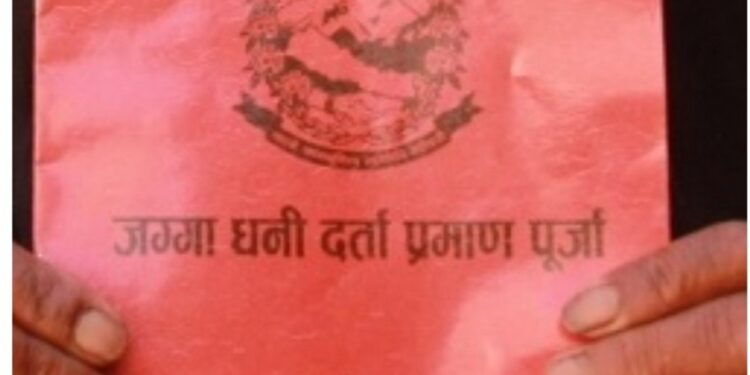 जग्गा धनी दर्ता प्रमाण पूर्जा